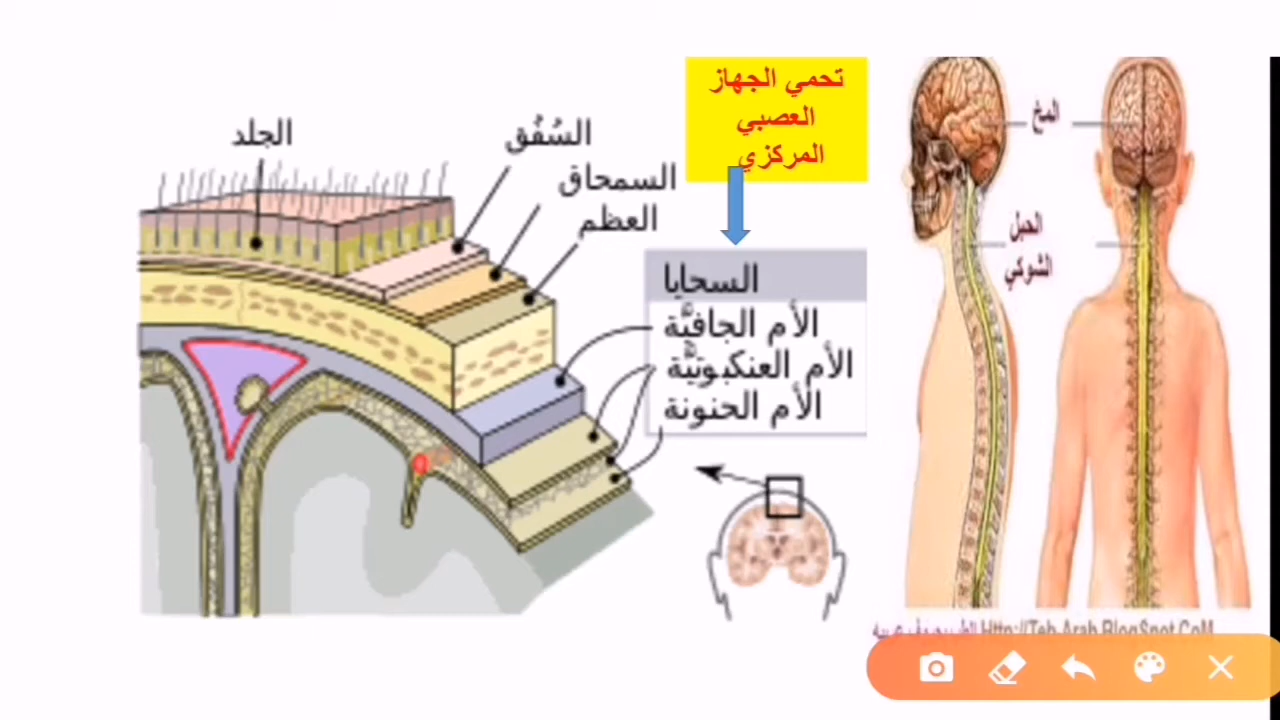 تحمي الجهاز
العصبي
المركزي
المخ
الحبل
الشوكي
الجلد
السُفُق
السمحاق
العظم
السحايا
الأم الجافيَّة
الأم العنكبوتيَّة
الأم الحنونة
Http://Teb-Arab.BlogSpot.CoM